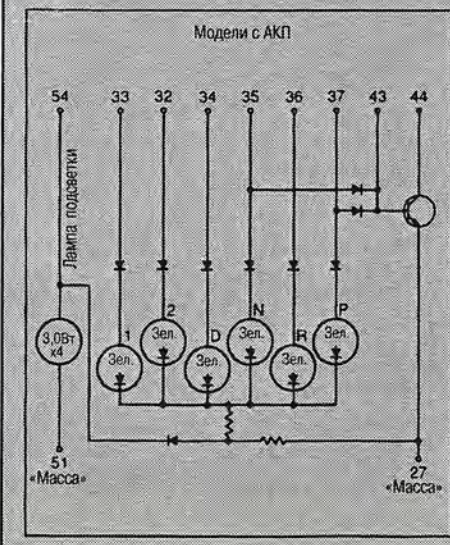 Модели с АКП
54 33 32 34 35 36 37 43 44
Лампа подсветки
1 2 D N R P
3,0Вт
x4
Зел. Зел. Зел. Зел. Зел. Зел.
51
«Масса»
27
«Масса»